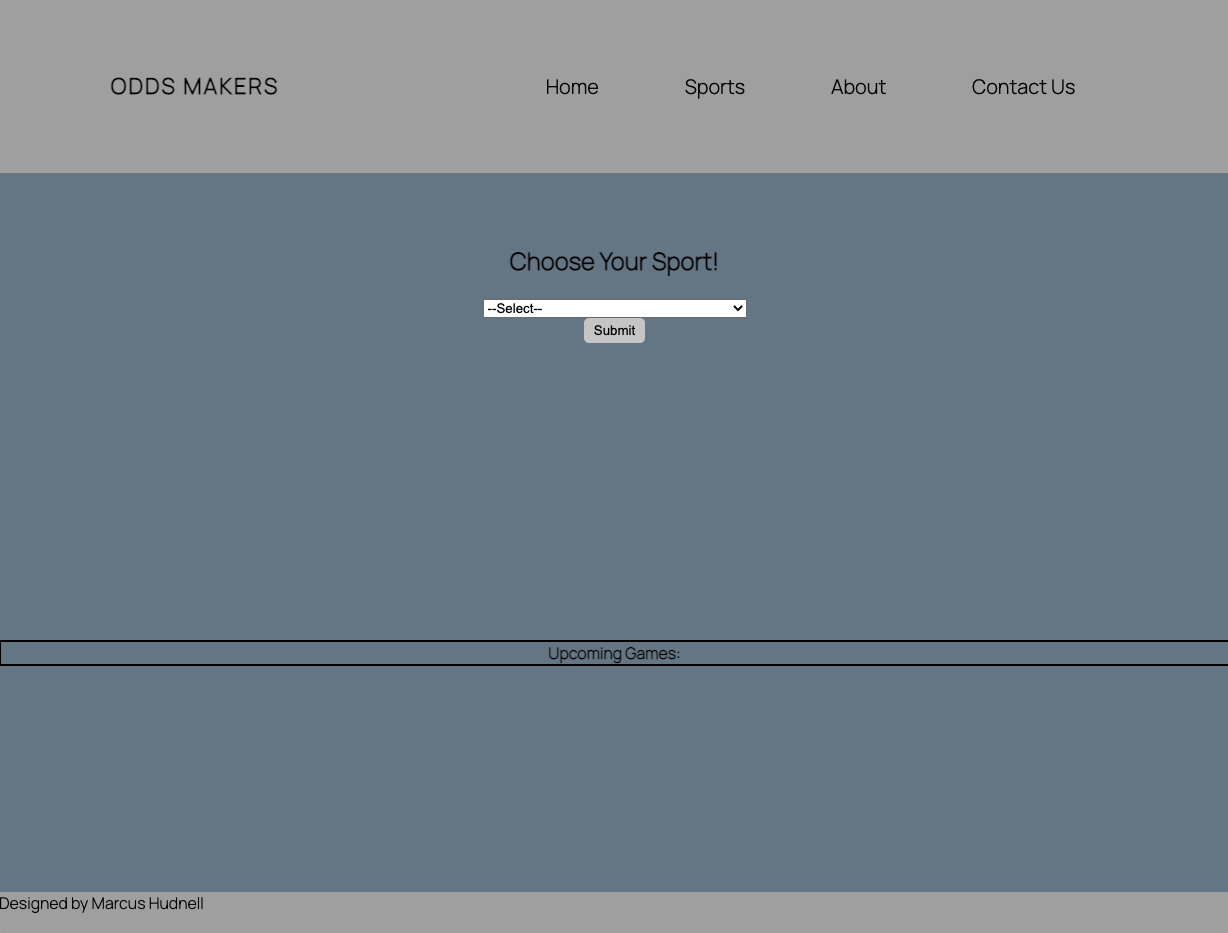 ODDS MAKERS Home Sports About Contact Us
Choose Your Sport!
--Select--
Submit
Upcoming Games:
Designed by Marcus Hudnell